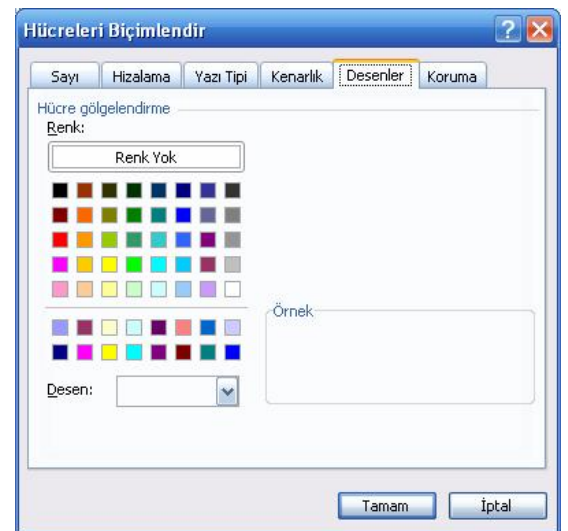 Hücreleri Biçimlendir
Sayı Hizalama Yazı Tipi Kenarlık Desenler Koruma
Hücre gölgelendirme
Renk:
Renk Yok
Örnek
Desen:
Tamam İptal